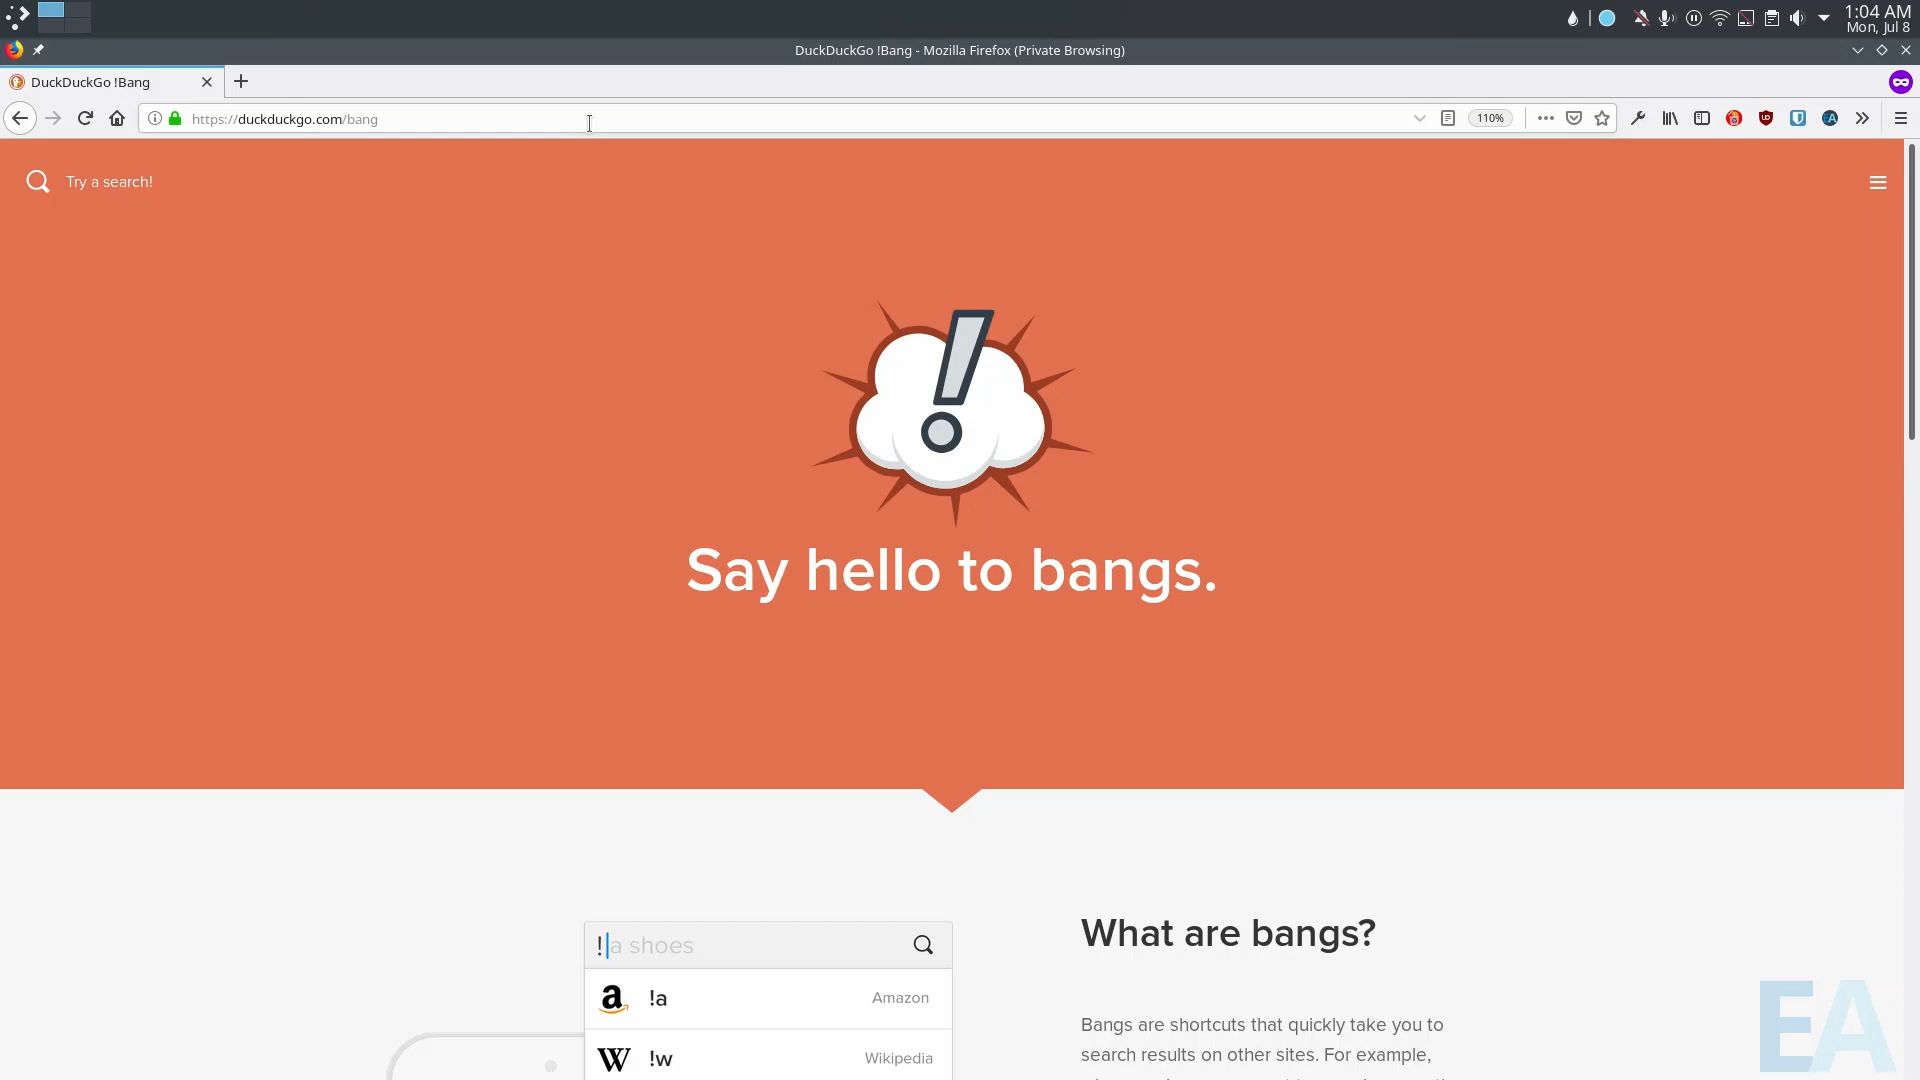 1:04 AM
Mon, Jul 8
DuckDuckGo !Bang - Mozilla Firefox (Private Browsing)
DuckDuckGo !Bang
https://duckduckgo.com/bang
110%
Try a search!
!
Say hello to bangs.
!a shoes
!a Amazon
!w Wikipedia
What are bangs?
Bangs are shortcuts that quickly take you to
search results on other sites. For example,
EA